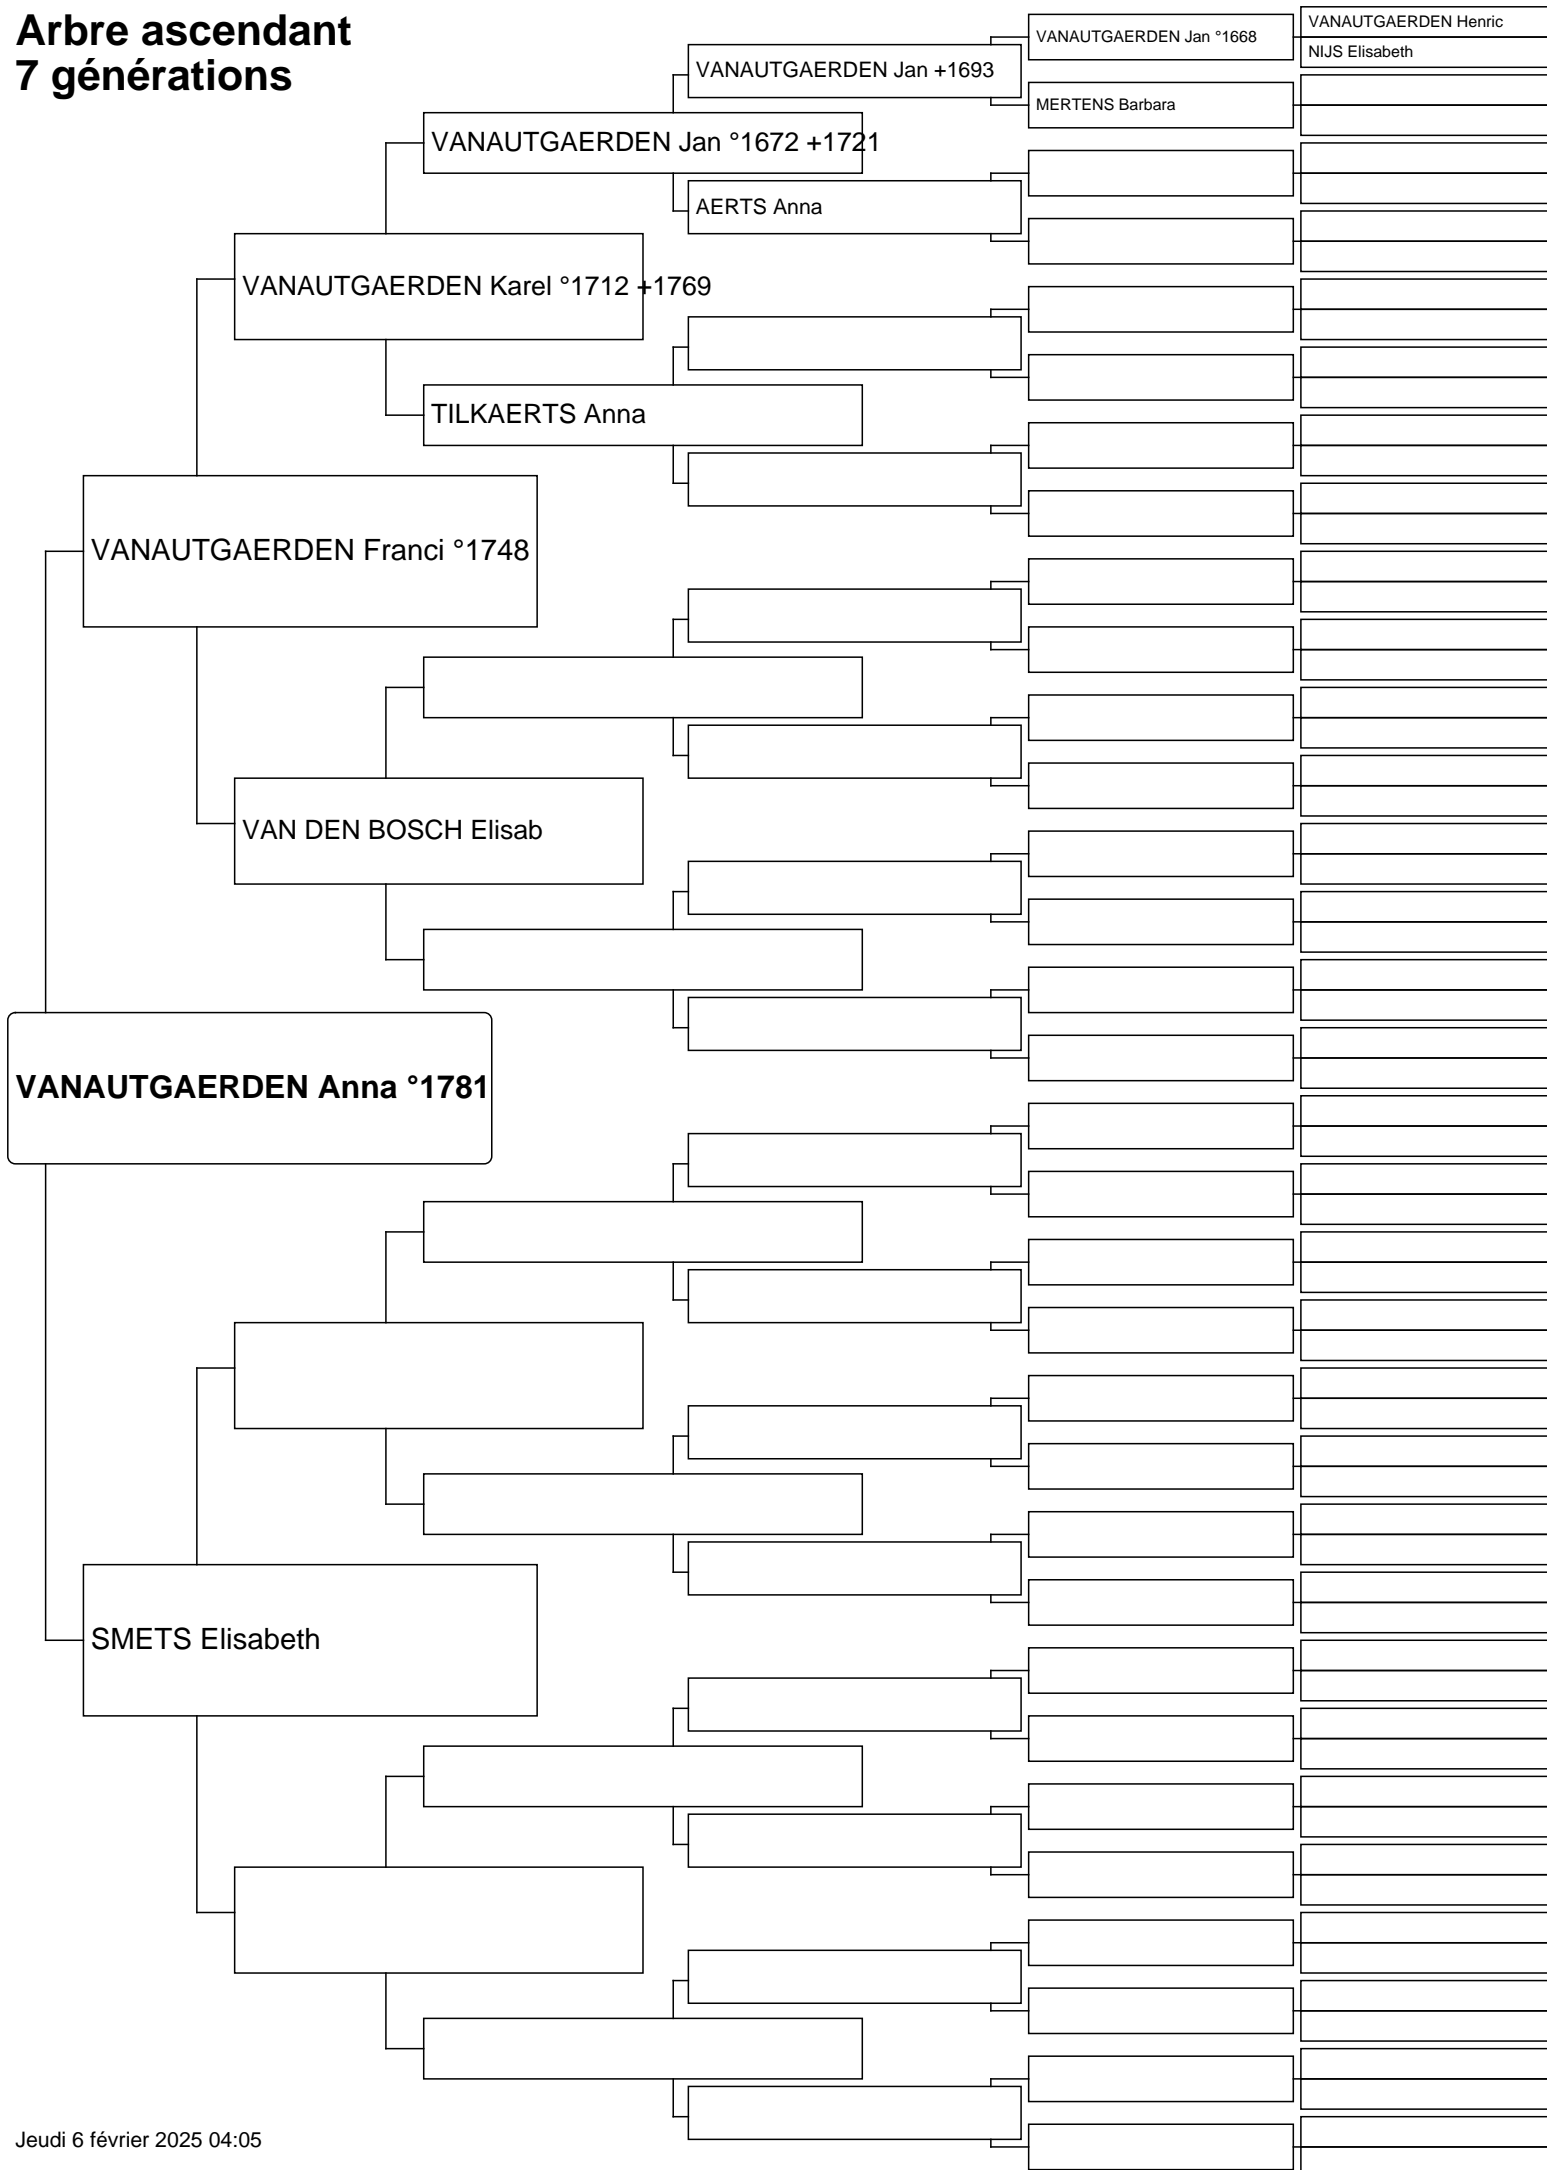 Arbre ascendant
7 générations
VANAUTGAERDEN Henric
VANAUTGAERDEN Jan °1668
NIJS Elisabeth
VANAUTGAERDEN Jan +1693
MERTENS Barbara
VANAUTGAERDEN Jan °1672 +1721
AERTS Anna
VANAUTGAERDEN Karel °1712 +1769
TILKAERTS Anna
VANAUTGAERDEN Franci °1748
VAN DEN BOSCH Elisab
VANAUTGAERDEN Anna °1781
SMETS Elisabeth
Jeudi 6 février 2025 04:05